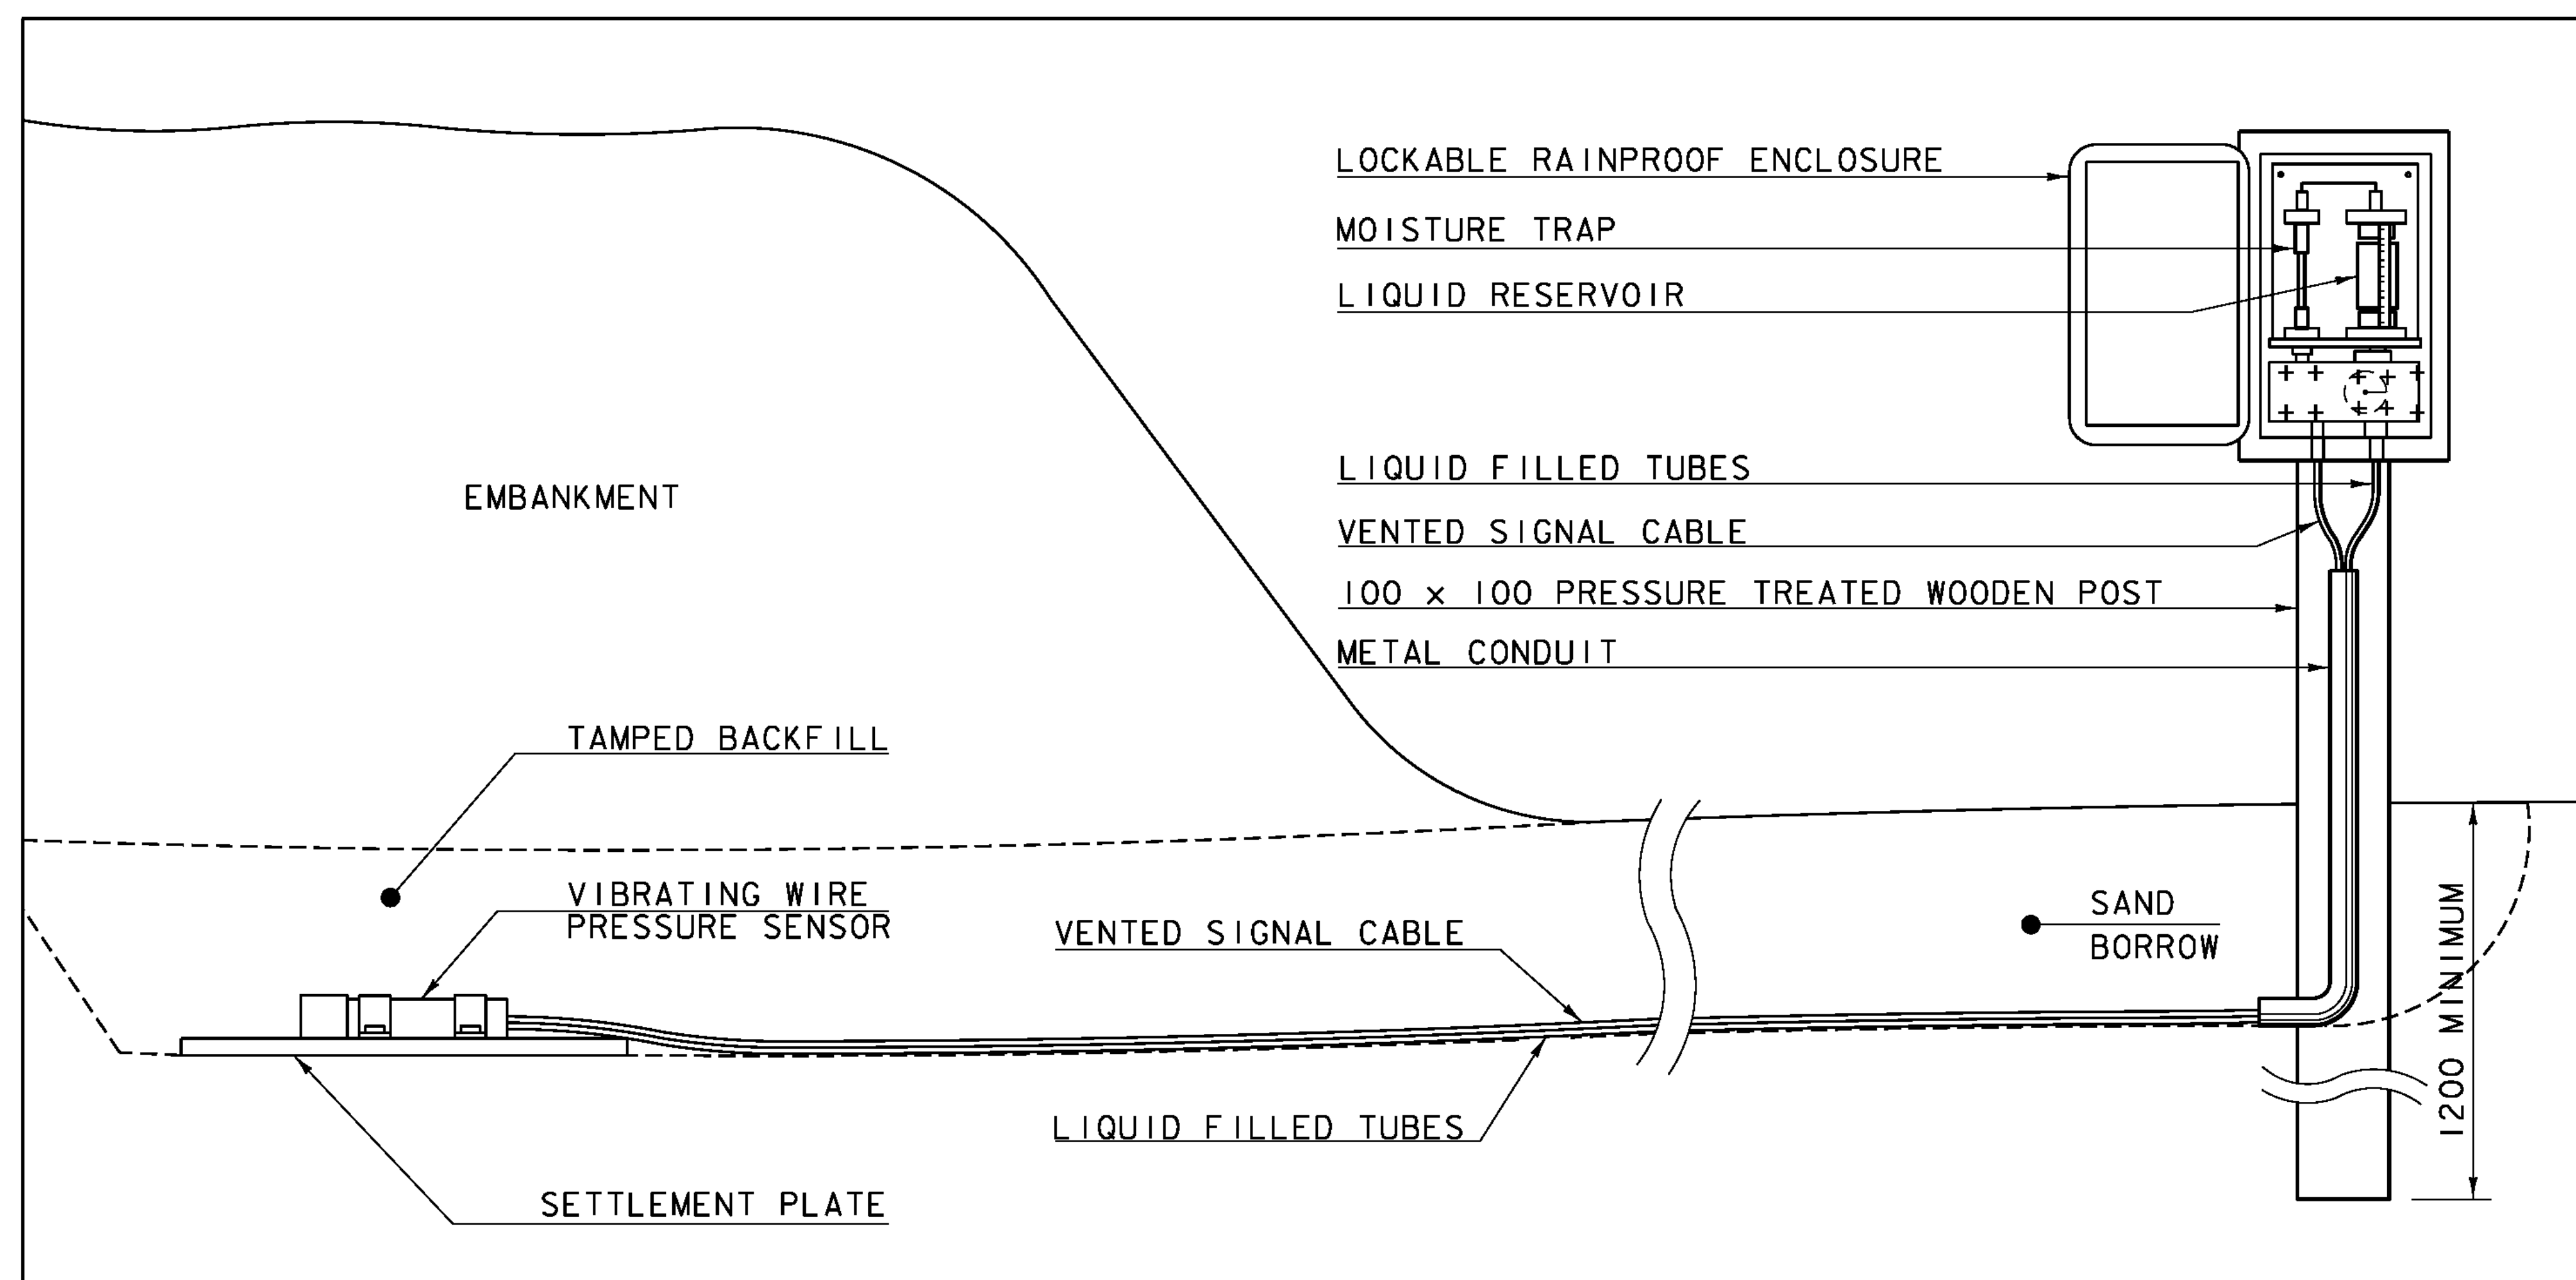 LOCKABLE RAINPROOF ENCLOSURE
MOISTURE TRAP
LIQUID RESERVOIR
LIQUID FILLED TUBES
EMBANKMENT
VENTED SIGNAL CABLE
100 × 100 PRESSURE TREATED WOODEN POST
METAL CONDUIT
TAMPED BACKFILL
VIBRATING WIRE
PRESSURE SENSOR
VENTED SIGNAL CABLE
SAND
BORROW
1200 MINIMUM
LIQUID FILLED TUBES
SETTLEMENT PLATE